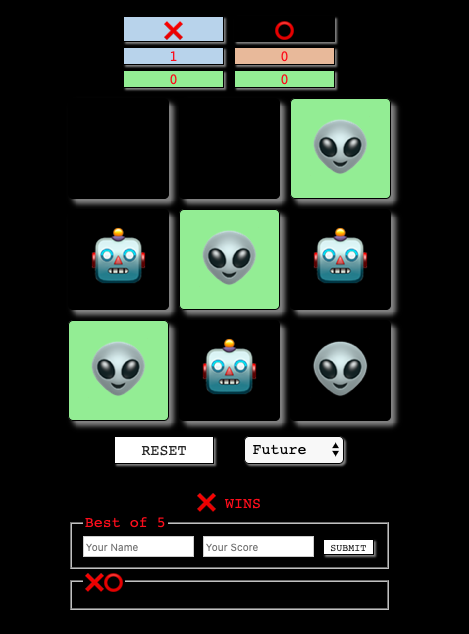 ❌ ⭕
1 0
0 0
RESET Future
❌ WINS
Best of 5
Your Name Your Score SUBMIT
❌⭕